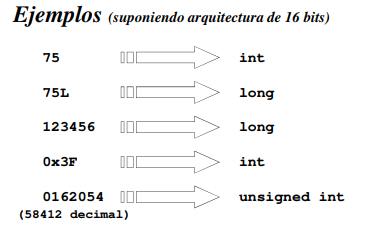 Ejemplos (suponiendo arquitectura de 16 bits)
75 int
75L long
123456 long
0x3F int
0162054 unsigned int
(58412 decimal)